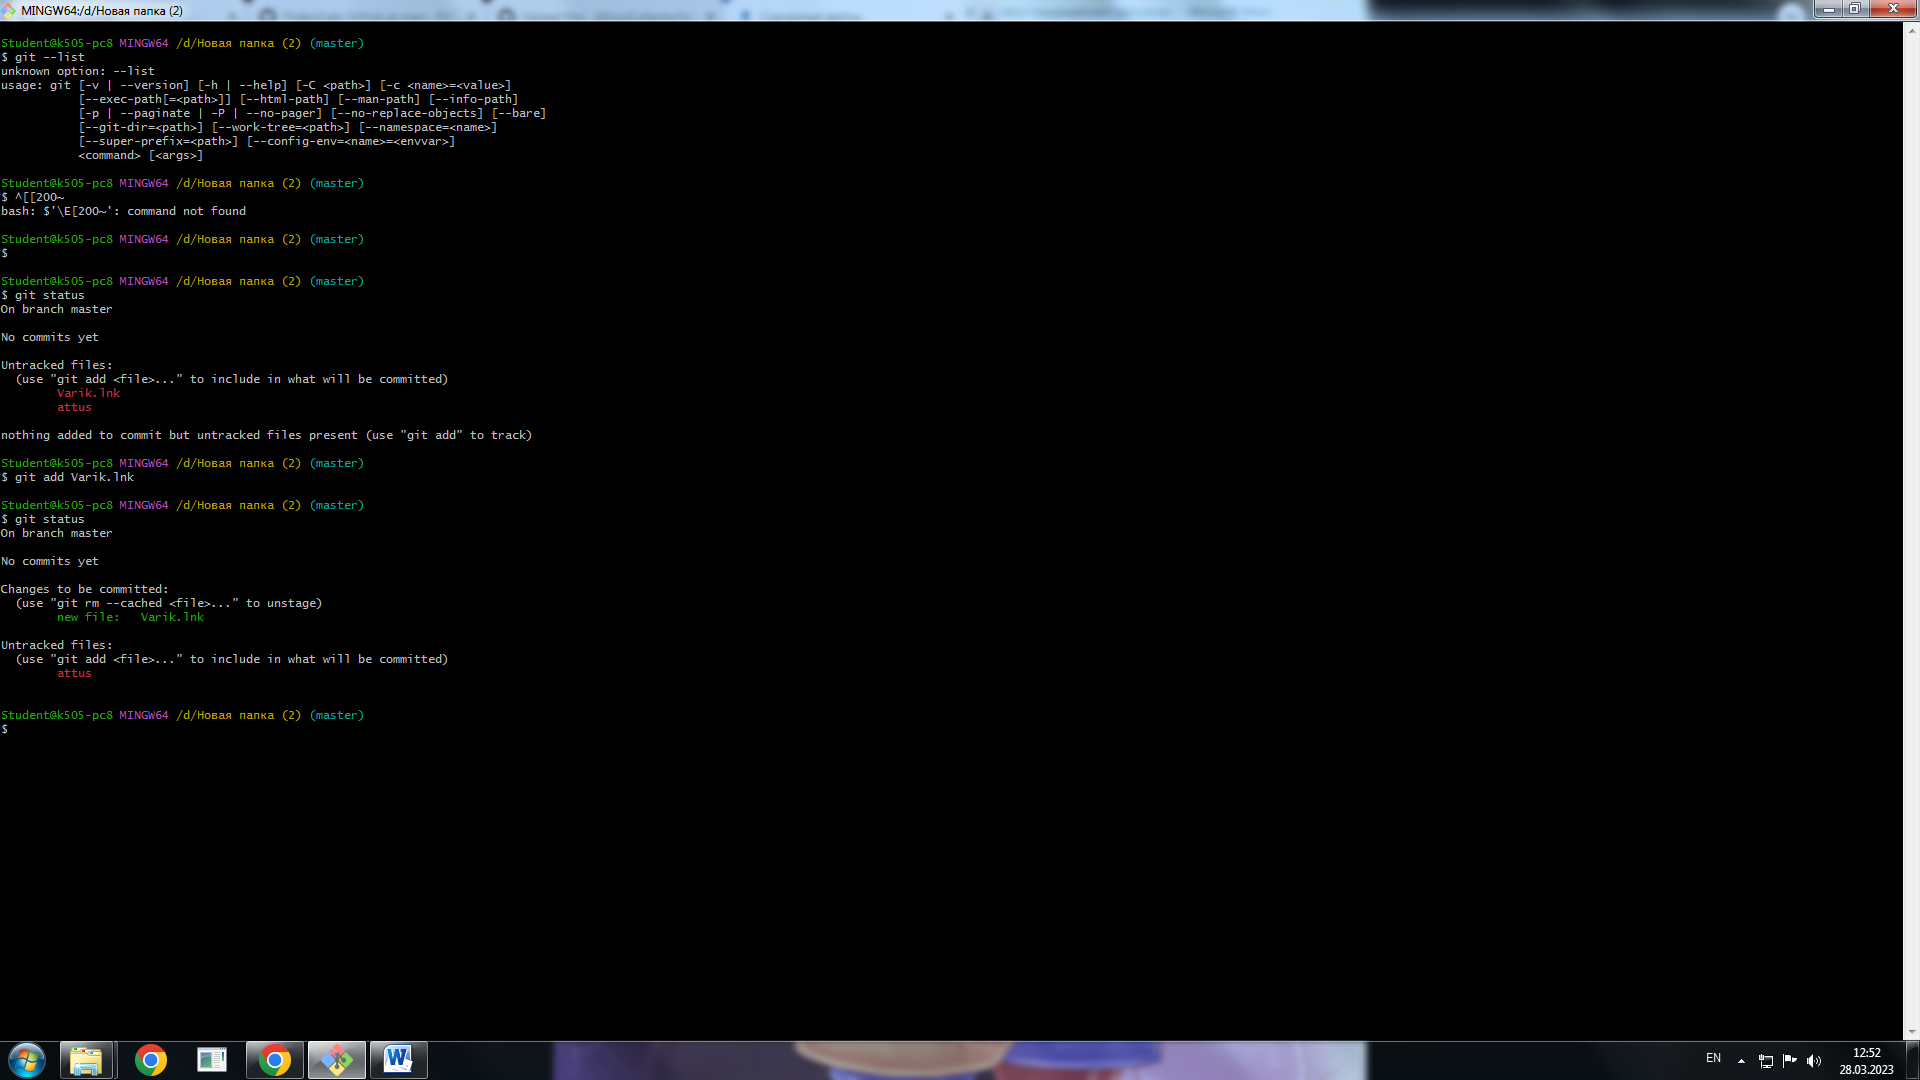 MINGW64:/d/Новая папка (2)
Student@k505-pc8 MINGW64 /d/Новая папка (2) (master)
$ git --list
unknown option: --list
usage: git [-v | --version] [-h | --help] [-C <path>] [-c <name>=<value>]
           [--exec-path[=<path>]] [--html-path] [--man-path] [--info-path]
           [-p | --paginate | -P | --no-pager] [--no-replace-objects] [--bare]
           [--git-dir=<path>] [--work-tree=<path>] [--namespace=<name>]
           [--super-prefix=<path>] [--config-env=<name>=<envvar>]
           <command> [<args>]
Student@k505-pc8 MINGW64 /d/Новая папка (2) (master)
$ ^[[200~
bash: $'\E[200~': command not found
Student@k505-pc8 MINGW64 /d/Новая папка (2) (master)
$
Student@k505-pc8 MINGW64 /d/Новая папка (2) (master)
$ git status
On branch master
No commits yet
Untracked files:
  (use "git add <file>..." to include in what will be committed)
        Varik.lnk
        attus
nothing added to commit but untracked files present (use "git add" to track)
Student@k505-pc8 MINGW64 /d/Новая папка (2) (master)
$ git add Varik.lnk
Student@k505-pc8 MINGW64 /d/Новая папка (2) (master)
$ git status
On branch master
No commits yet
Changes to be committed:
  (use "git rm --cached <file>..." to unstage)
        new file:   Varik.lnk
Untracked files:
  (use "git add <file>..." to include in what will be committed)
        attus
Student@k505-pc8 MINGW64 /d/Новая папка (2) (master)
$
EN
12:52
28.03.2023